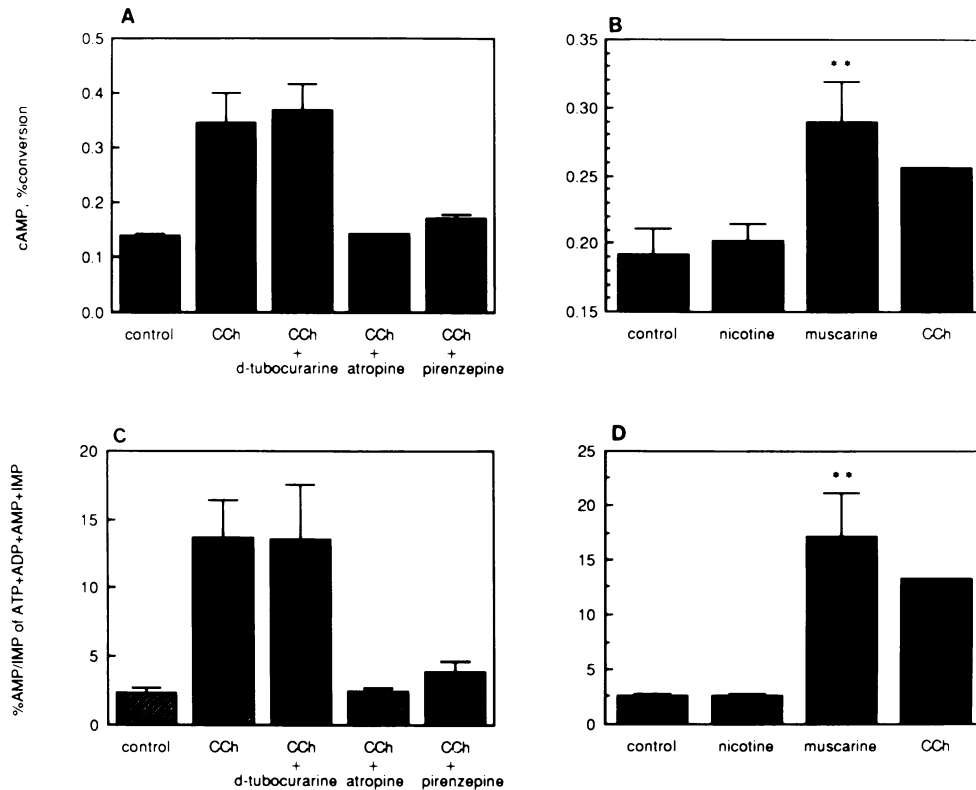 A
cAMP, %conversion
0.5
0.4
0.3
0.2
0.1
0.0
control CCh CCh CCh CCh
+ + +
d-tubocurarine atropine pirenzepine
B
0.35
0.30
0.25
0.20
0.15
**
control nicotine muscarine CCh
C
%AMP/IMP of ATP+ADP+AMP+IMP
20
15
10
5
0
control CCh CCh CCh CCh
+ + +
d-tubocurarine atropine pirenzepine
D
25
20
15
10
5
0
**
control nicotine muscarine CCh